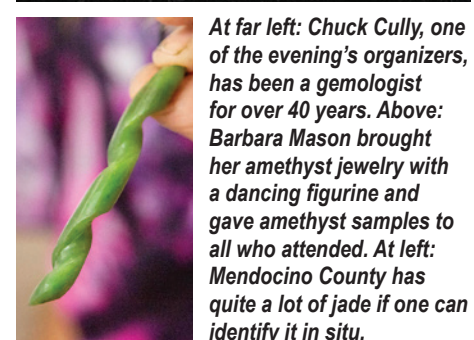 At far left: Chuck Cully, one
of the evening’s organizers,
has been a gemologist
for over 40 years. Above:
Barbara Mason brought
her amethyst jewelry with
a dancing figurine and
gave amethyst samples to
all who attended. At left:
Mendocino County has
quite a lot of jade if one can
identify it in situ.